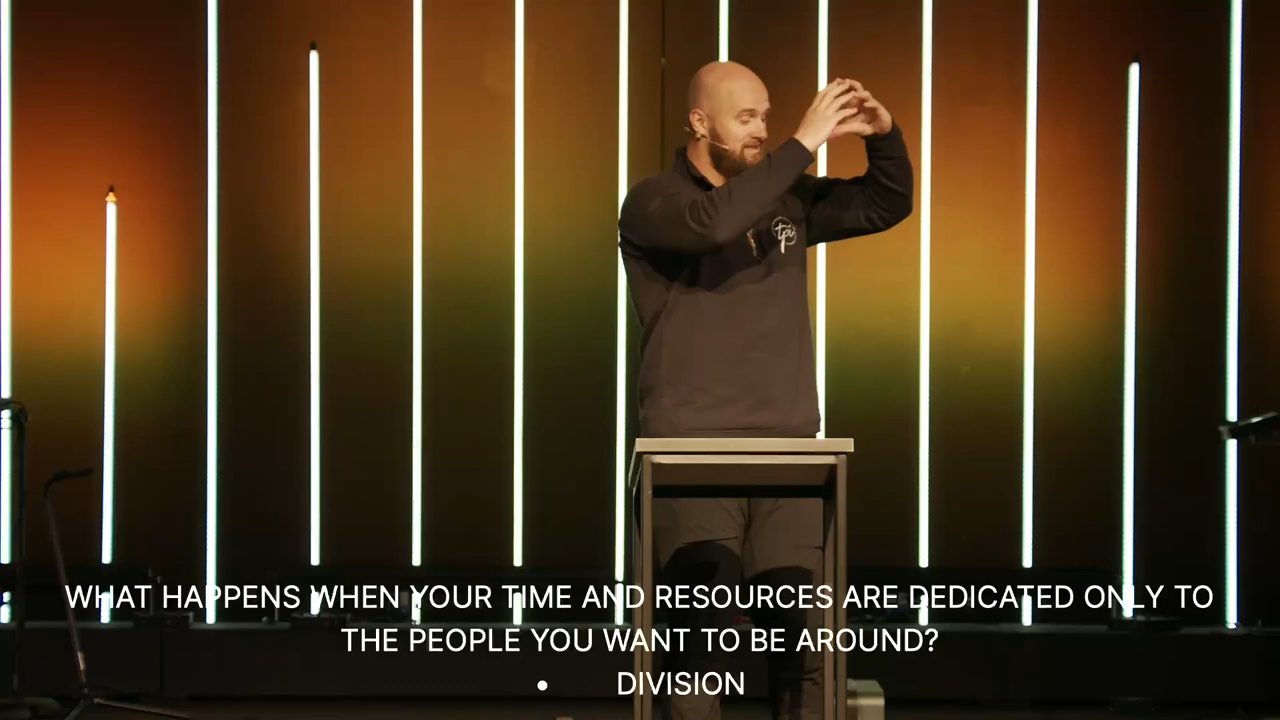 tpi
WHAT HAPPENS WHEN YOUR TIME AND RESOURCES ARE DEDICATED ONLY TO
THE PEOPLE YOU WANT TO BE AROUND?
• DIVISION